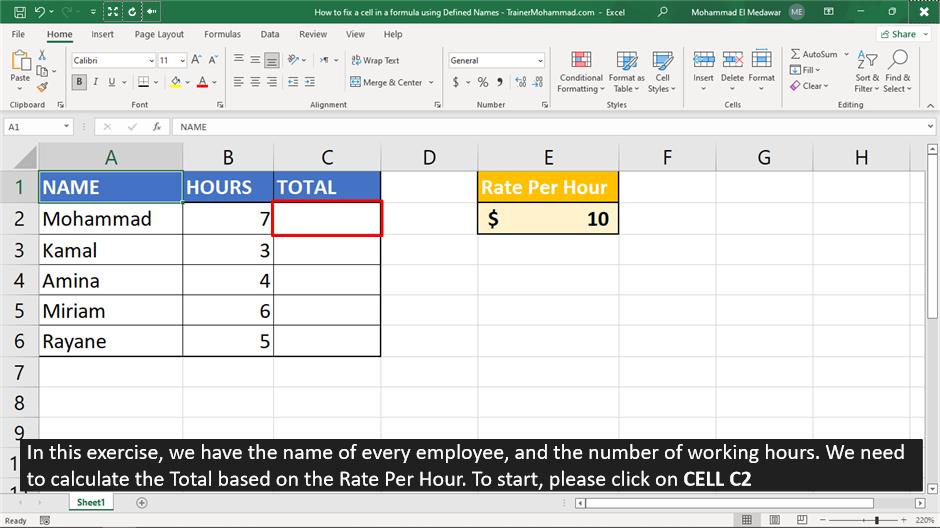 How to fix a cell in a formula using Defined Names - TrainerMohammad.com - Excel
Mohammad El Medawar ME
File Home Insert Page Layout Formulas Data Review View Help Share
Calibri 11 A A Wrap Text General AutoSum
Paste B I U A Merge & Center $ % , Conditional Formatting Format as Table Cell Styles Insert Delete Format Fill Clear Sort & Filter Find & Select
Clipboard Font Alignment Number Styles Cells Editing
A1 fx NAME
A B C D E F G H
1 NAME HOURS TOTAL Rate Per Hour
2 Mohammad 7 $ 10
3 Kamal 3
4 Amina 4
5 Miriam 6
6 Rayane 5
7
8
9
In this exercise, we have the name of every employee, and the number of working hours. We need
to calculate the Total based on the Rate Per Hour. To start, please click on CELL C2
Sheet1
Ready 220%